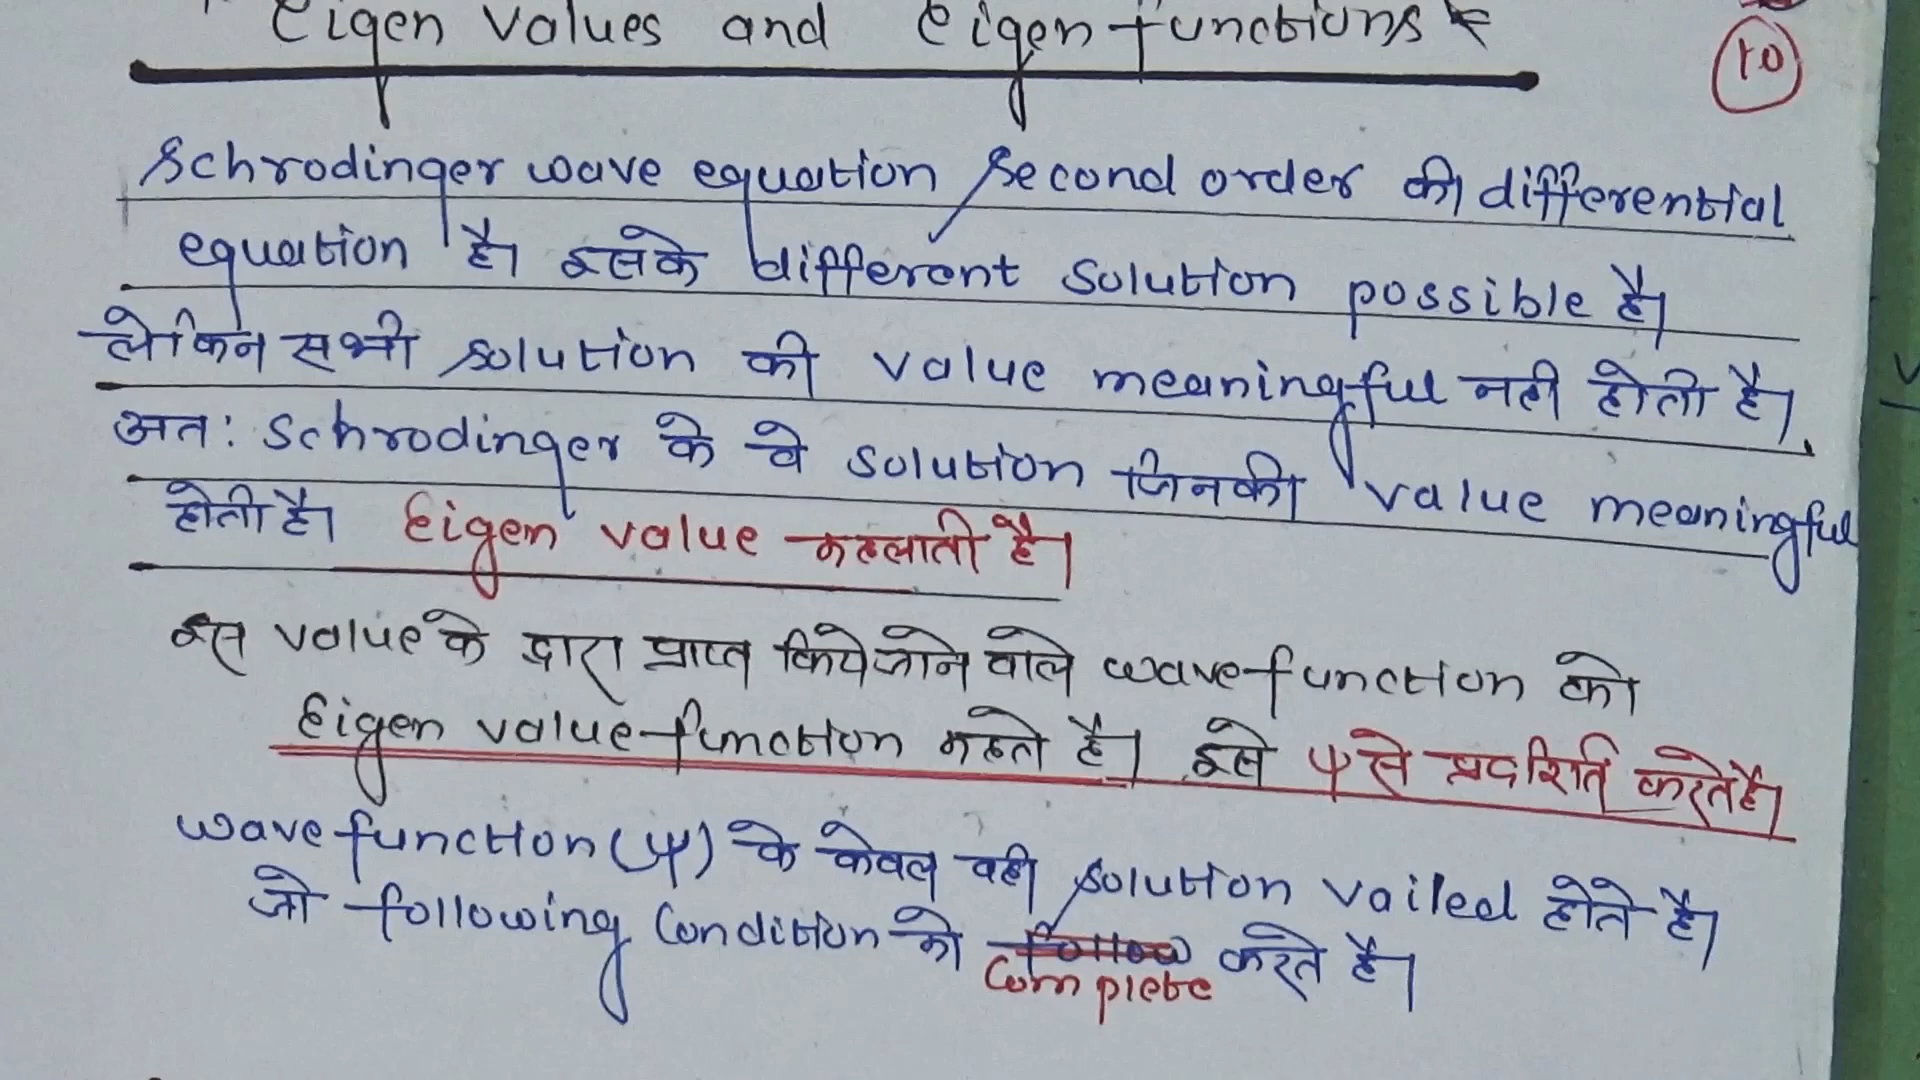 Eigen values and eigen functions
10
Schrodinger wave equation second order की differential
equation है। इसके different solution possible है।
लेकिन सभी solution की value meaningful नही होती है।
अत: Schrodinger के वे solution जिनकी value meaningful
होती है। Eigen value कहलाती है।
इस value के द्वारा प्राप्त किये जाने वाले wave function को
Eigen value function कहते है। इसे ψ से प्रदर्शित करते है।
wave function (ψ) के केवल वही solution vailed होते है।
जो following condition को follow करते है।
complete